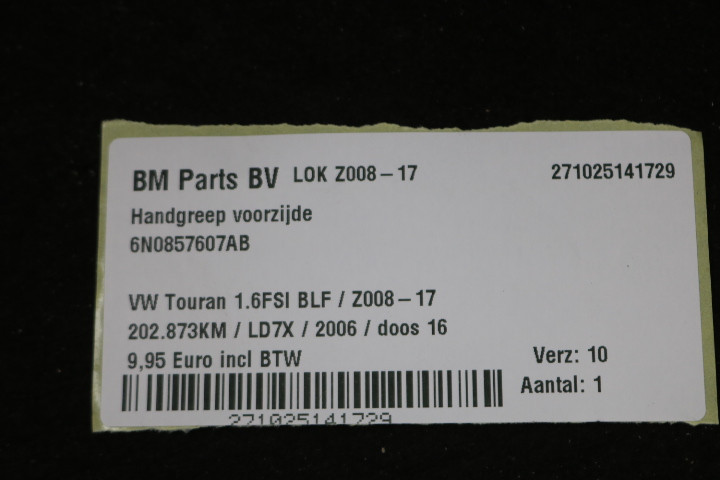 BM Parts BV LOK Z008-17 271025141729
Handgreep voorzijde
6N0857607AB
VW Touran 1.6FSI BLF / Z008-17
202.873KM / LD7X / 2006 / doos 16
9,95 Euro incl BTW Verz: 10
Aantal: 1
271025141729